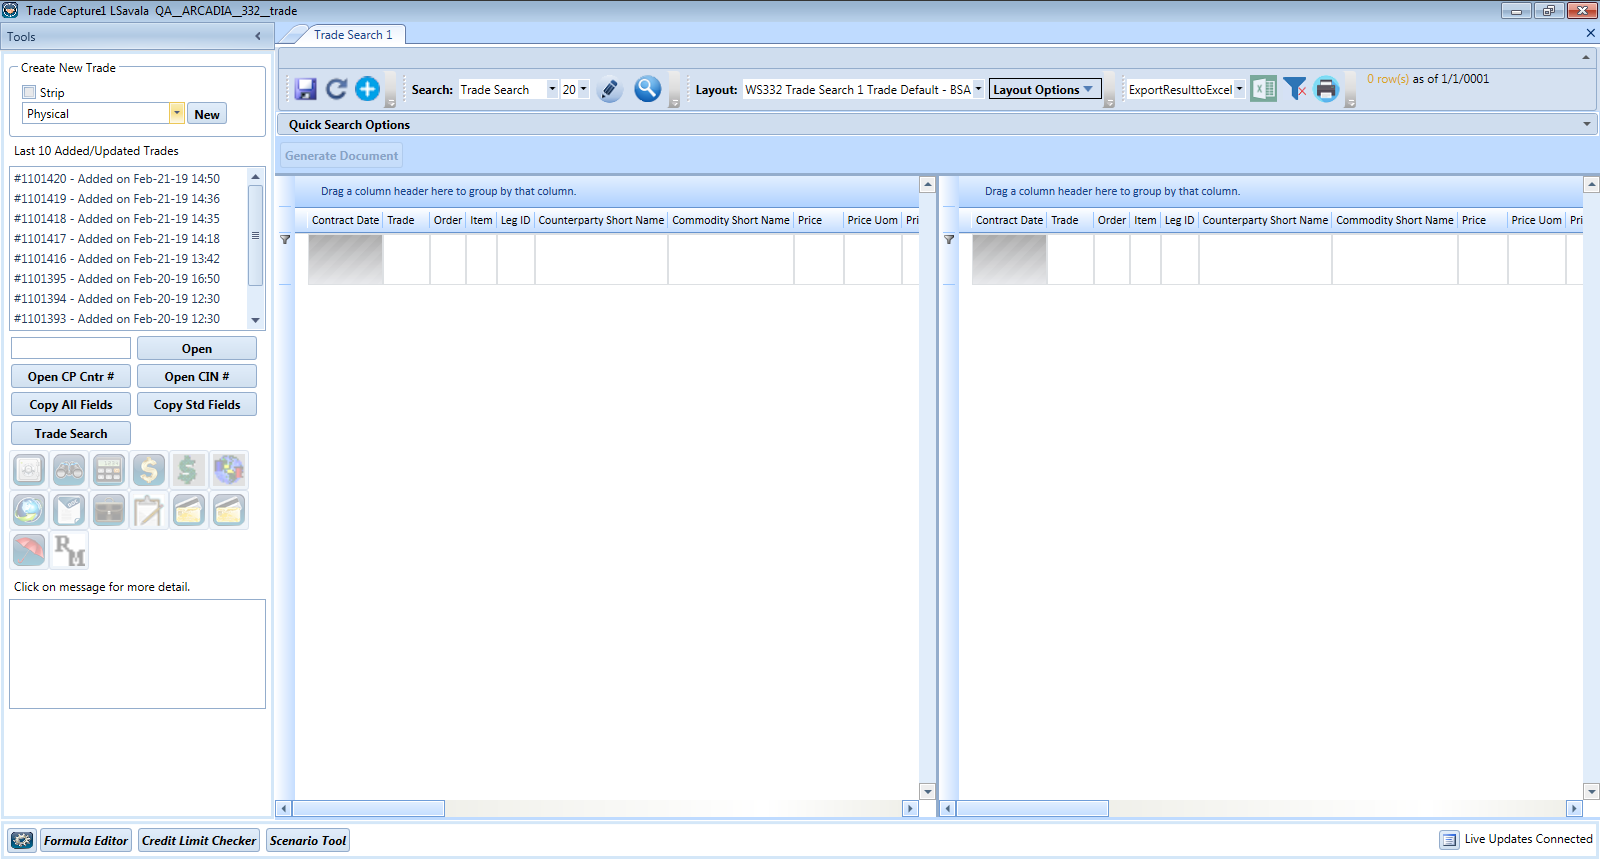 Trade Capture1 LSavala QA__ARCADIA__332__trade
Tools
Trade Search 1
Create New Trade
Strip
Physical
New
Last 10 Added/Updated Trades
#1101420 - Added on Feb-21-19 14:50
#1101419 - Added on Feb-21-19 14:36
#1101418 - Added on Feb-21-19 14:35
#1101417 - Added on Feb-21-19 14:18
#1101416 - Added on Feb-21-19 13:42
#1101395 - Added on Feb-20-19 16:50
#1101394 - Added on Feb-20-19 12:30
#1101393 - Added on Feb-20-19 12:30
Open
Open CP Cntr # Open CIN #
Copy All Fields Copy Std Fields
Trade Search
RM
Click on message for more detail.
Search: Trade Search 20 Layout: WS332 Trade Search 1 Trade Default - BSA Layout Options ExportResulttoExcel 0 row(s) as of 1/1/0001
Quick Search Options
Generate Document
Drag a column header here to group by that column.
Contract Date Trade Order Item Leg ID Counterparty Short Name Commodity Short Name Price Price Uom Pri
Drag a column header here to group by that column.
Contract Date Trade Order Item Leg ID Counterparty Short Name Commodity Short Name Price Price Uom Pri
Formula Editor Credit Limit Checker Scenario Tool Live Updates Connected